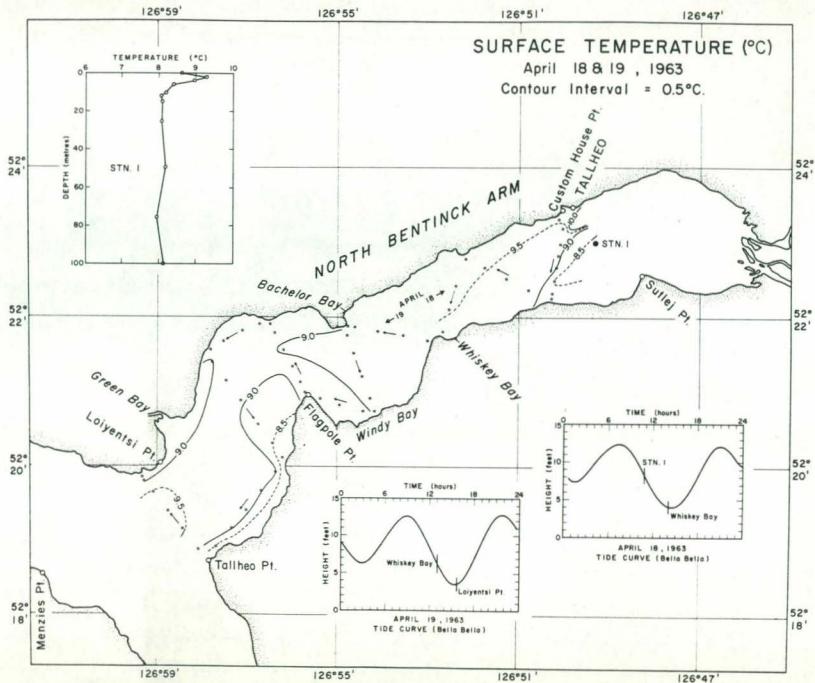 126°59'
126°55'
126°51'
126°47'
SURFACE TEMPERATURE (°C)
April 18 & 19 , 1963
Contour Interval = 0.5°C.
TEMPERATURE (°C)
6 7 8 9 10
0
20
40
60
80
100
DEPTH (metres)
STN. 1
52° 24'
52° 24'
Custom House Pt.
TALLHEO
NORTH BENTINCK ARM
10.0
9.5
9.0
8.5
STN. 1
Bachelor Bay
APRIL
18
19
Sutlej Pt.
52° 22'
52° 22'
9.0
Whiskey Bay
Green Bay
9.0
Flagpole Pt.
Windy Bay
8.5
Loiyentsi Pt.
52° 20'
52° 20'
9.5
TIME (hours)
0 6 12 18 24
15
10
5
0
HEIGHT (feet)
STN. 1
Whiskey Bay
APRIL 18, 1963
TIDE CURVE (Bella Bella)
TIME (hours)
0 6 13 18 24
15
10
5
0
HEIGHT (feet)
Whiskey Bay
Loiyentsi Pt.
APRIL 19 , 1963
TIDE CURVE (Bella Bella)
Tallheo Pt.
Menzies Pt.
52° 18'
52° 18'
126°59'
126°55'
126°51'
126°47'